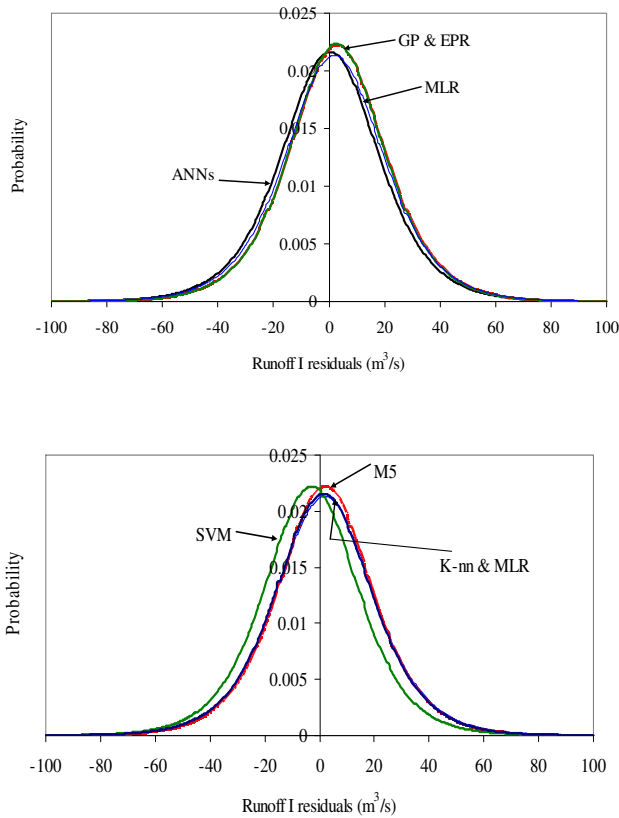 0.025
GP & EPR
0.02
MLR
0.015
Probability
ANNs
0.01
0.005
0
-100 -80 -60 -40 -20 0 20 40 60 80 100
Runoff I residuals (m³/s)
0.025
M5
0.02
SVM
K-nn & MLR
0.015
Probability
0.01
0.005
0
-100 -80 -60 -40 -20 0 20 40 60 80 100
Runoff I residuals (m³/s)